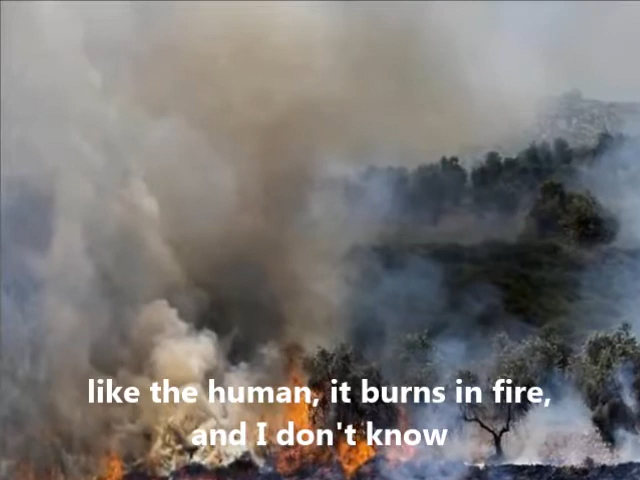 like the human, it burns in fire,
and I don't know